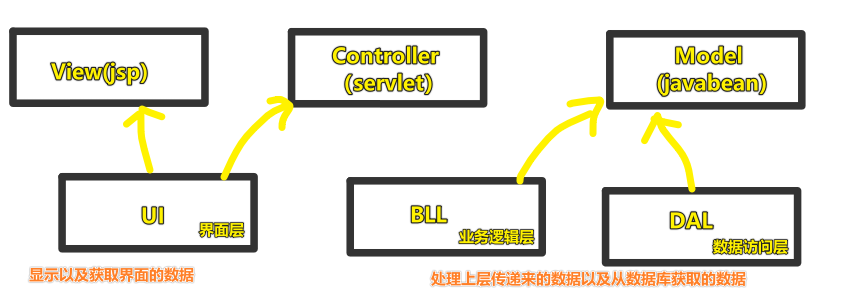 View(jsp)
Controller
(servlet)
Model
(javabean)
UI
界面层
BLL
业务逻辑层
DAL
数据访问层
显示以及获取界面的数据
处理上层传递来的数据以及从数据库获取的数据